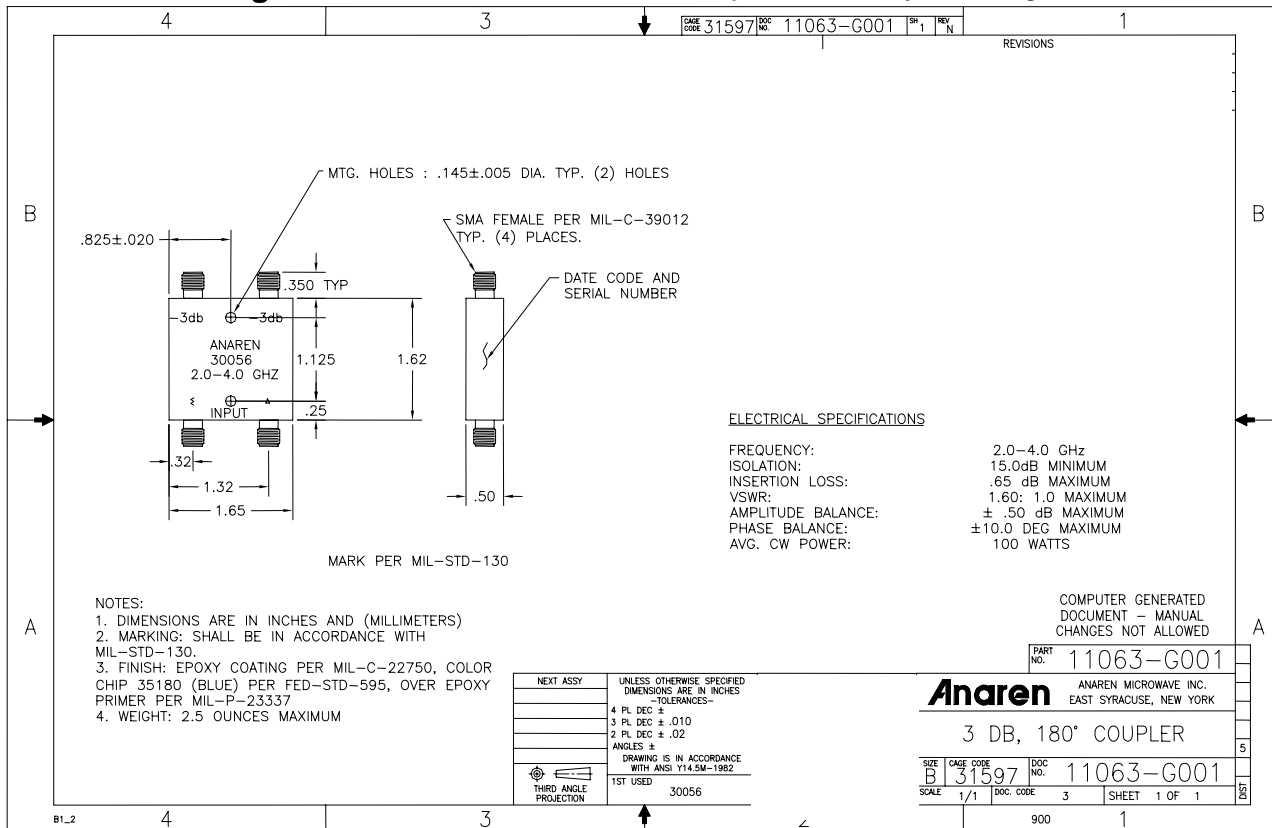 4
3
CAGE CODE 31597 DOC NO. 11063-G001 SH 1 REV N
1
REVISIONS
MTG. HOLES : .145±.005 DIA. TYP. (2) HOLES
B
B
SMA FEMALE PER MIL-C-39012
TYP. (4) PLACES.
.825±.020
DATE CODE AND
SERIAL NUMBER
.350 TYP
-3db
-3db
ANAREN
30056
2.0-4.0 GHZ
1.125
1.62
INPUT
.25
.32
1.32
1.65
.50
MARK PER MIL-STD-130
ELECTRICAL SPECIFICATIONS
FREQUENCY: 2.0-4.0 GHz
ISOLATION: 15.0dB MINIMUM
INSERTION LOSS: .65 dB MAXIMUM
VSWR: 1.60: 1.0 MAXIMUM
AMPLITUDE BALANCE: ± .50 dB MAXIMUM
PHASE BALANCE: ±10.0 DEG MAXIMUM
AVG. CW POWER: 100 WATTS
A
A
NOTES:
1. DIMENSIONS ARE IN INCHES AND (MILLIMETERS)
2. MARKING: SHALL BE IN ACCORDANCE WITH
MIL-STD-130.
3. FINISH: EPOXY COATING PER MIL-C-22750, COLOR
CHIP 35180 (BLUE) PER FED-STD-595, OVER EPOXY
PRIMER PER MIL-P-23337
4. WEIGHT: 2.5 OUNCES MAXIMUM
COMPUTER GENERATED
DOCUMENT - MANUAL
CHANGES NOT ALLOWED
PART NO. 11063-G001
NEXT ASSY
UNLESS OTHERWISE SPECIFIED
DIMENSIONS ARE IN INCHES
-TOLERANCES-
4 PL DEC ±
3 PL DEC ± .010
2 PL DEC ± .02
ANGLES ±
DRAWING IS IN ACCORDANCE
WITH ANSI Y14.5M-1982
THIRD ANGLE
PROJECTION
1ST USED
30056
Anaren
ANAREN MICROWAVE INC.
EAST SYRACUSE, NEW YORK
3 DB, 180° COUPLER
5
SIZE B CAGE CODE 31597 DOC NO. 11063-G001
SCALE 1/1 DOC. CODE 3 SHEET 1 OF 1
DIST
B1_2
4
3
900
1